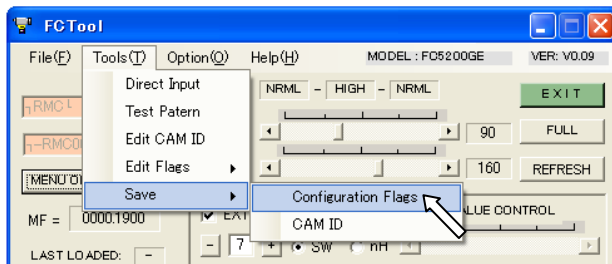 FCTool
File(F) Tools(T) Option(O) Help(H) MODEL : FC5200GE VER: V0.09
Direct Input
Test Patern
Edit CAM ID
Edit Flags
Save
Configuration Flags
CAM ID
NRML – HIGH – NRML
EXIT
RMC
90 FULL
160 REFRESH
MF = 0000.1900
LAST LOADED: –
– 7 + SW nH